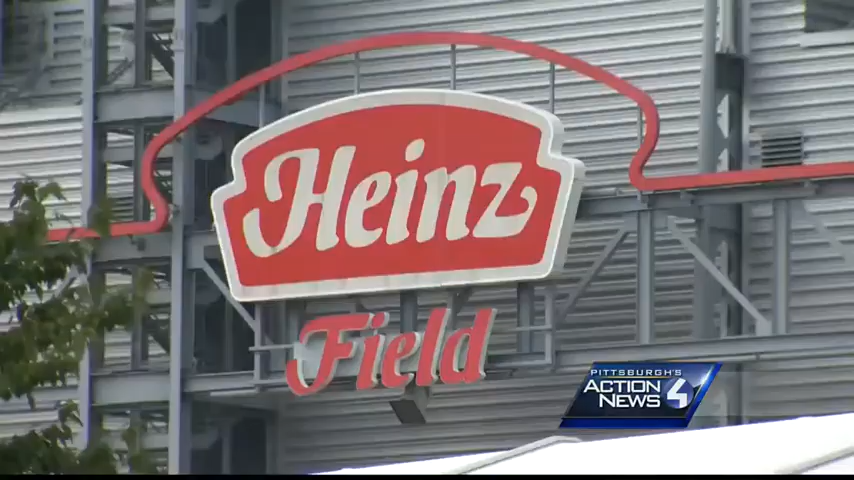 Heinz
Field
PITTSBURGH'S
ACTION
NEWS 4